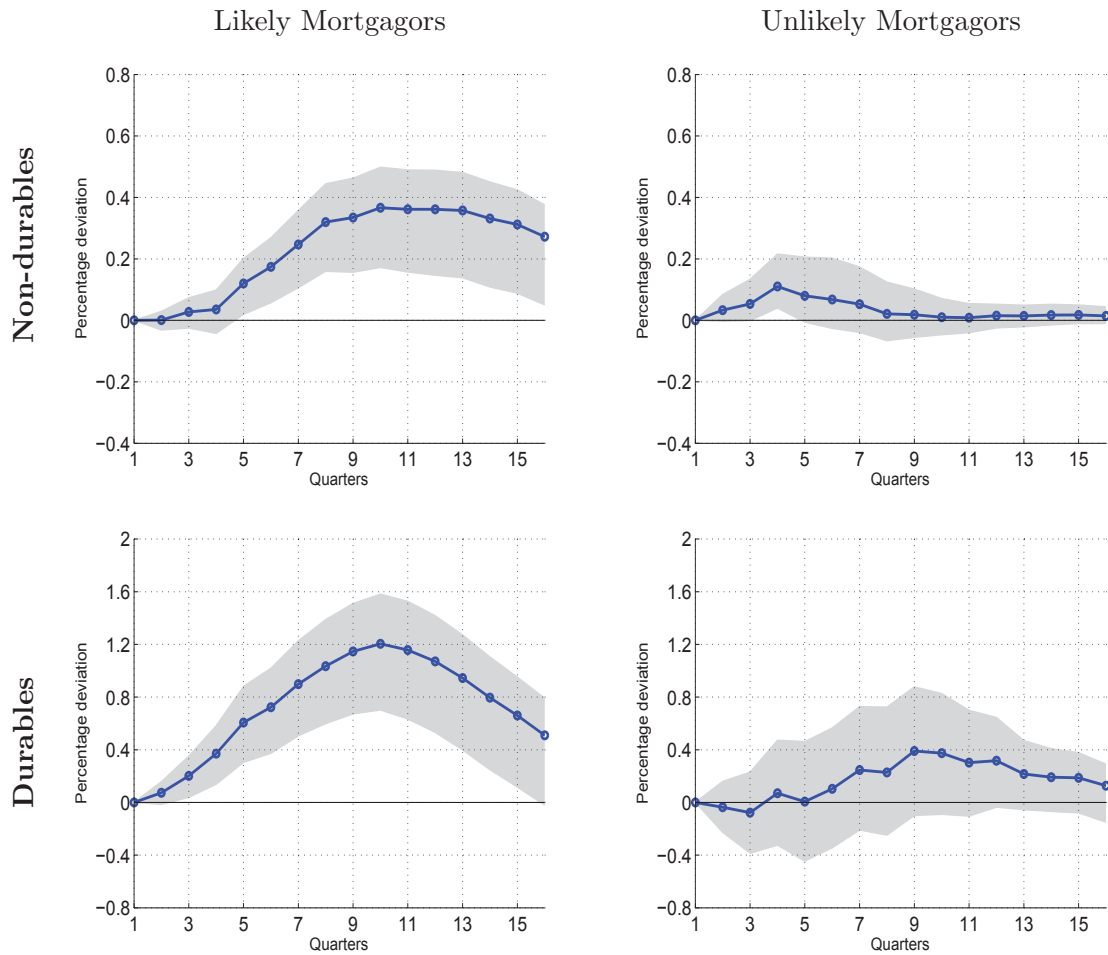 Likely Mortgagors
Unlikely Mortgagors
Non-durables
Percentage deviation
0.8
0.6
0.4
0.2
0
−0.2
−0.4
1 3 5 7 9 11 13 15
Quarters
Percentage deviation
0.8
0.6
0.4
0.2
0
−0.2
−0.4
1 3 5 7 9 11 13 15
Quarters
Durables
Percentage deviation
2
1.6
1.2
0.8
0.4
0
−0.4
−0.8
1 3 5 7 9 11 13 15
Quarters
Percentage deviation
2
1.6
1.2
0.8
0.4
0
−0.4
−0.8
1 3 5 7 9 11 13 15
Quarters